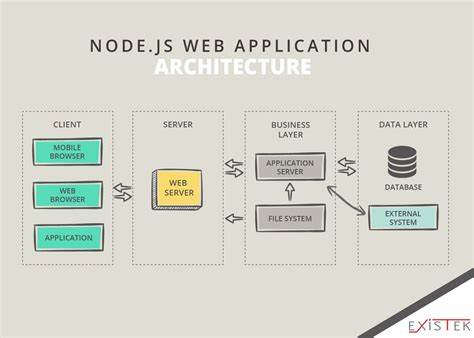 NODE.JS WEB APPLICATION
ARCHITECTURE
CLIENT
MOBILE
BROWSER
WEB
BROWSER
APPLICATION
SERVER
WEB
SERVER
BUSINESS
LAYER
APPLICATION
SERVER
FILE SYSTEM
DATA LAYER
DATABASE
EXTERNAL
SYSTEM
EXISTEK